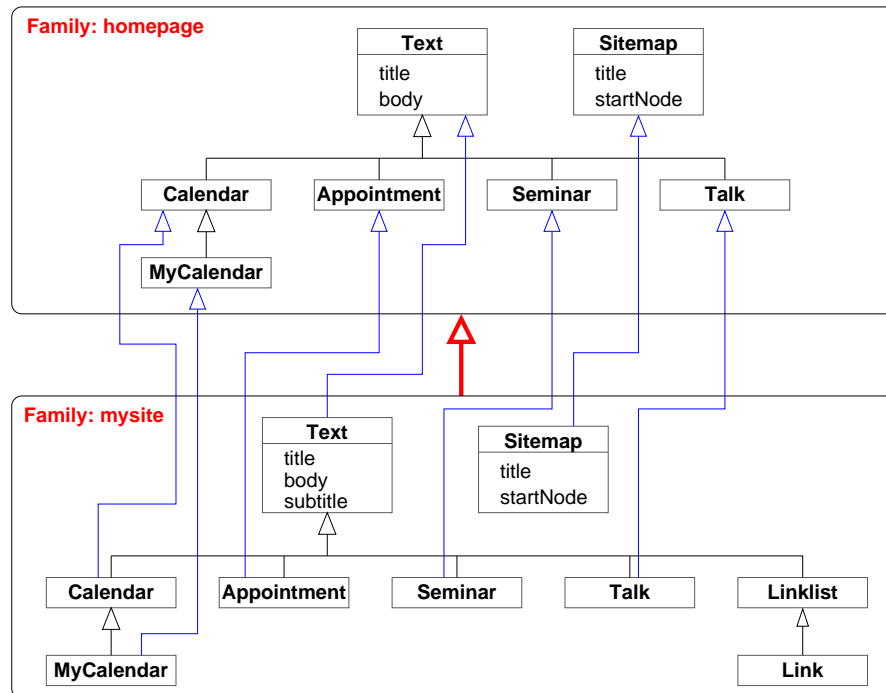 Family: homepage
Text
title
body
Sitemap
title
startNode
Calendar
Appointment
Seminar
Talk
MyCalendar
Family: mysite
Text
title
body
subtitle
Sitemap
title
startNode
Calendar
Appointment
Seminar
Talk
Linklist
MyCalendar
Link